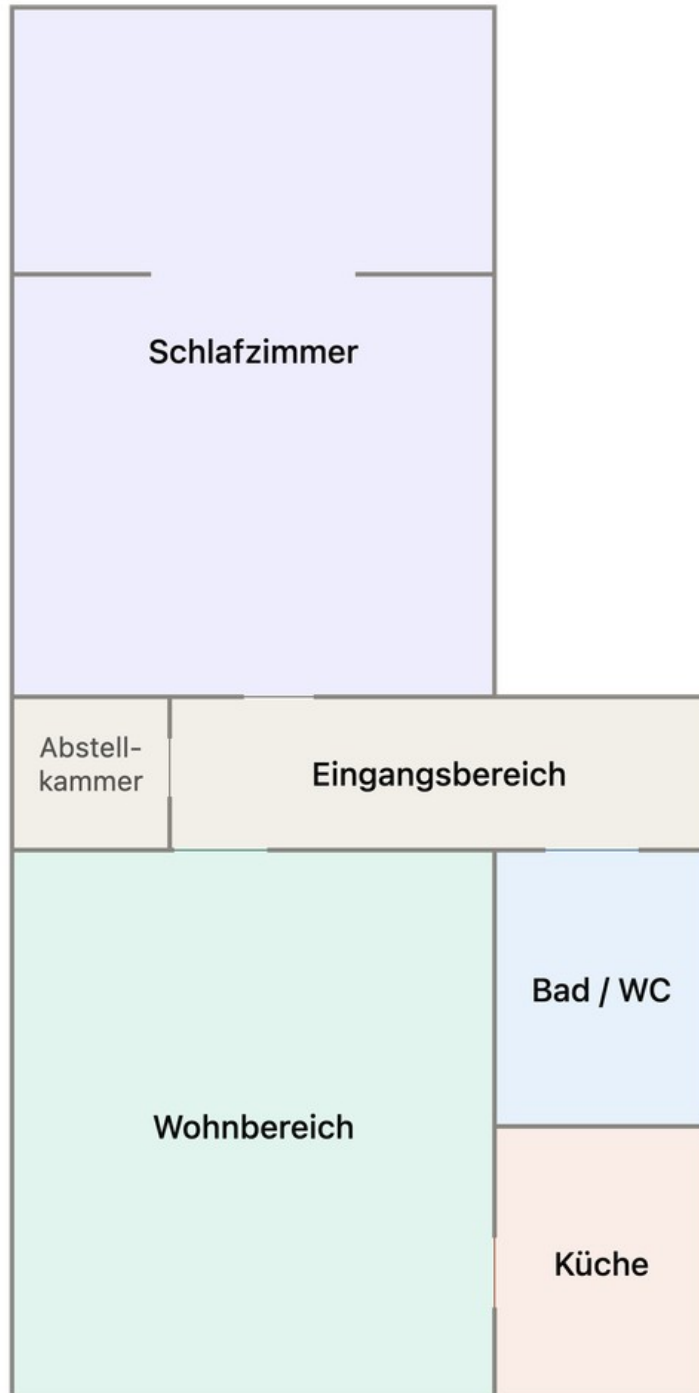 Schlafzimmer
Abstell-
kammer
Eingangsbereich
Bad / WC
Wohnbereich
Küche